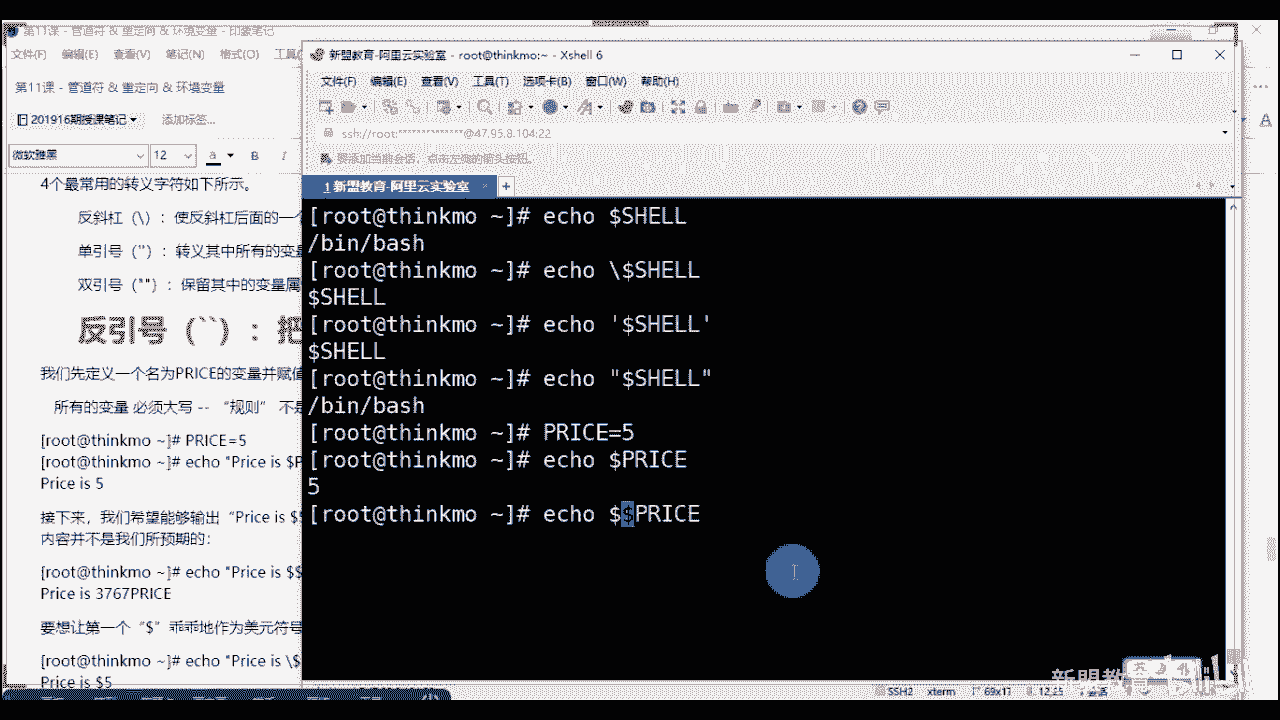 第11课 - 管道符 & 重定向 & 环境变量 - 印象笔记
文件(F) 编辑(E) 查看(V) 笔记(N) 格式(O) 工具(
第11课 - 管道符 & 重定向 & 环境变量
201916期授课笔记 添加标签...
微软雅黑 12 a B I
4个最常用的转义字符如下所示。
反斜杠（\）：使反斜杠后面的一个
单引号（''）：转义其中所有的变量
双引号（""）：保留其中的变量属
反引号（``）：把
我们先定义一个名为PRICE的变量并赋值
所有的变量 必须大写 -- “规则” 不是
[root@thinkmo ~]# PRICE=5
[root@thinkmo ~]# echo "Price is $P
Price is 5
接下来，我们希望能够输出“Price is $5
内容并不是我们所预期的：
[root@thinkmo ~]# echo "Price is $$
Price is 3767PRICE
要想让第一个“$”乖乖地作为美元符号
[root@thinkmo ~]# echo "Price is \$
Price is $5
新盟教育-阿里云实验室 - root@thinkmo:~ - Xshell 6
文件(F) 编辑(E) 查看(V) 工具(T) 选项卡(B) 窗口(W) 帮助(H)
ssh://root:**************@47.95.8.104:22
要添加当前会话，点击左侧的箭头按钮。
1 新盟教育-阿里云实验室 × +
[root@thinkmo ~]# echo $SHELL
/bin/bash
[root@thinkmo ~]# echo \$SHELL
$SHELL
[root@thinkmo ~]# echo '$SHELL'
$SHELL
[root@thinkmo ~]# echo "$SHELL"
/bin/bash
[root@thinkmo ~]# PRICE=5
[root@thinkmo ~]# echo $PRICE
5
[root@thinkmo ~]# echo $$PRICE
新盟教
SSH2 xterm 69x17